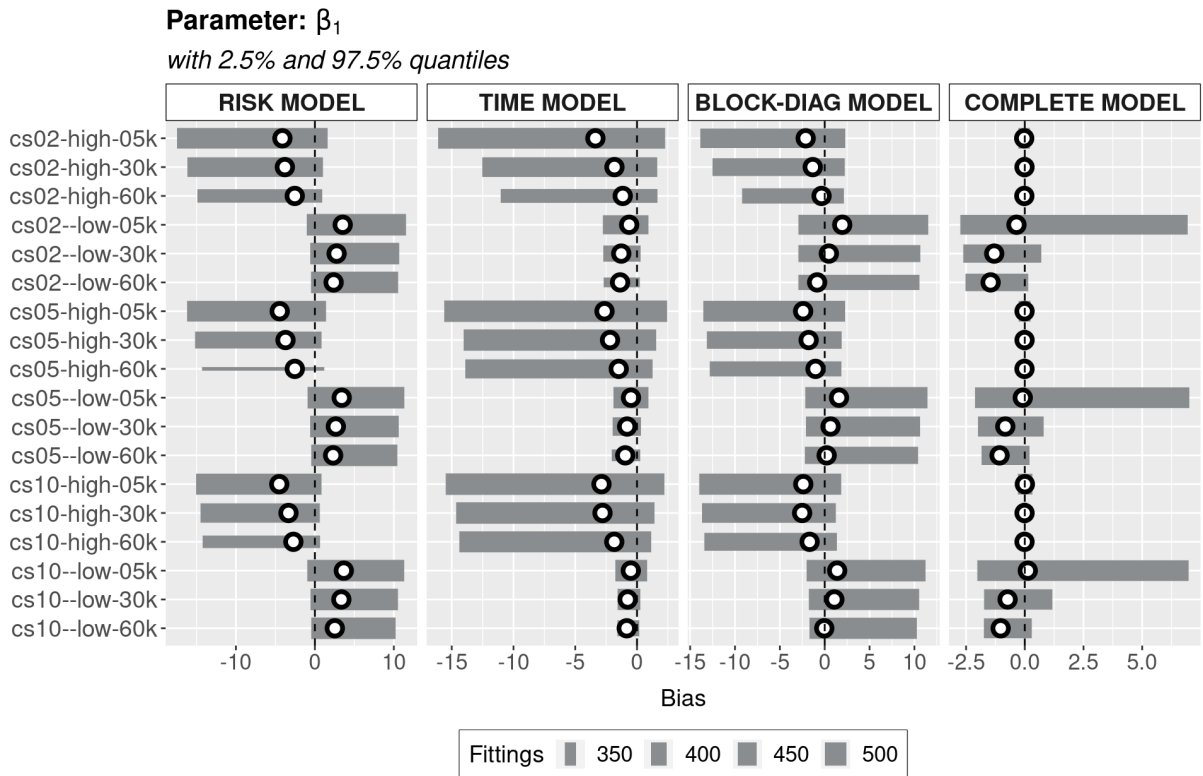 Parameter: β₁
with 2.5% and 97.5% quantiles
RISK MODEL TIME MODEL BLOCK-DIAG MODEL COMPLETE MODEL
cs02-high-05k
cs02-high-30k
cs02-high-60k
cs02--low-05k
cs02--low-30k
cs02--low-60k
cs05-high-05k
cs05-high-30k
cs05-high-60k
cs05--low-05k
cs05--low-30k
cs05--low-60k
cs10-high-05k
cs10-high-30k
cs10-high-60k
cs10--low-05k
cs10--low-30k
cs10--low-60k
-10 0 10 -15 -10 -5 0 -15 -10 -5 0 5 10 -2.5 0.0 2.5 5.0
Bias
Fittings 350 400 450 500